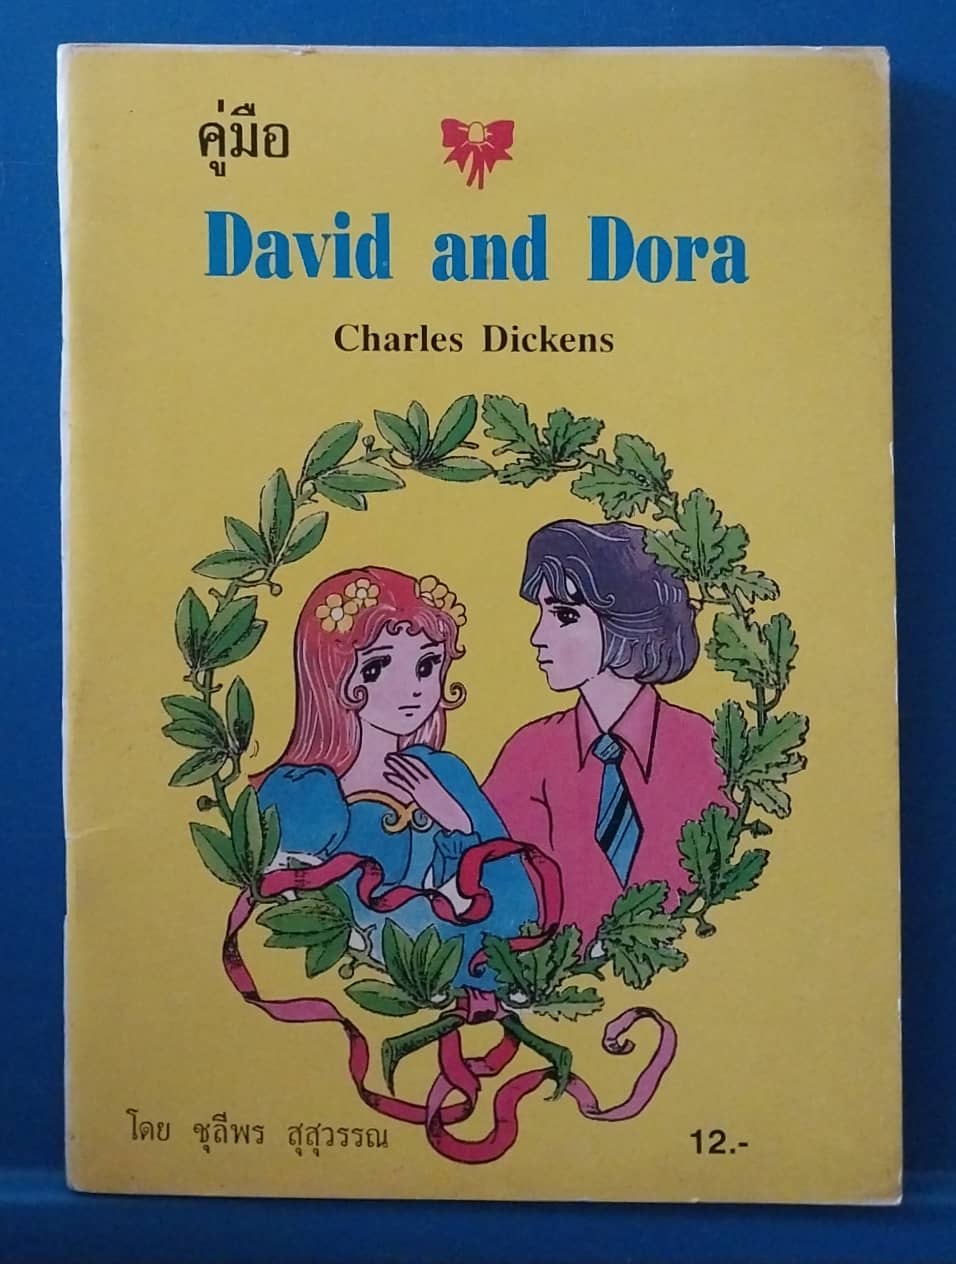 คู่มือ
David and Dora
Charles Dickens
โดย ชุลีพร สุสุวรรณ
12.-